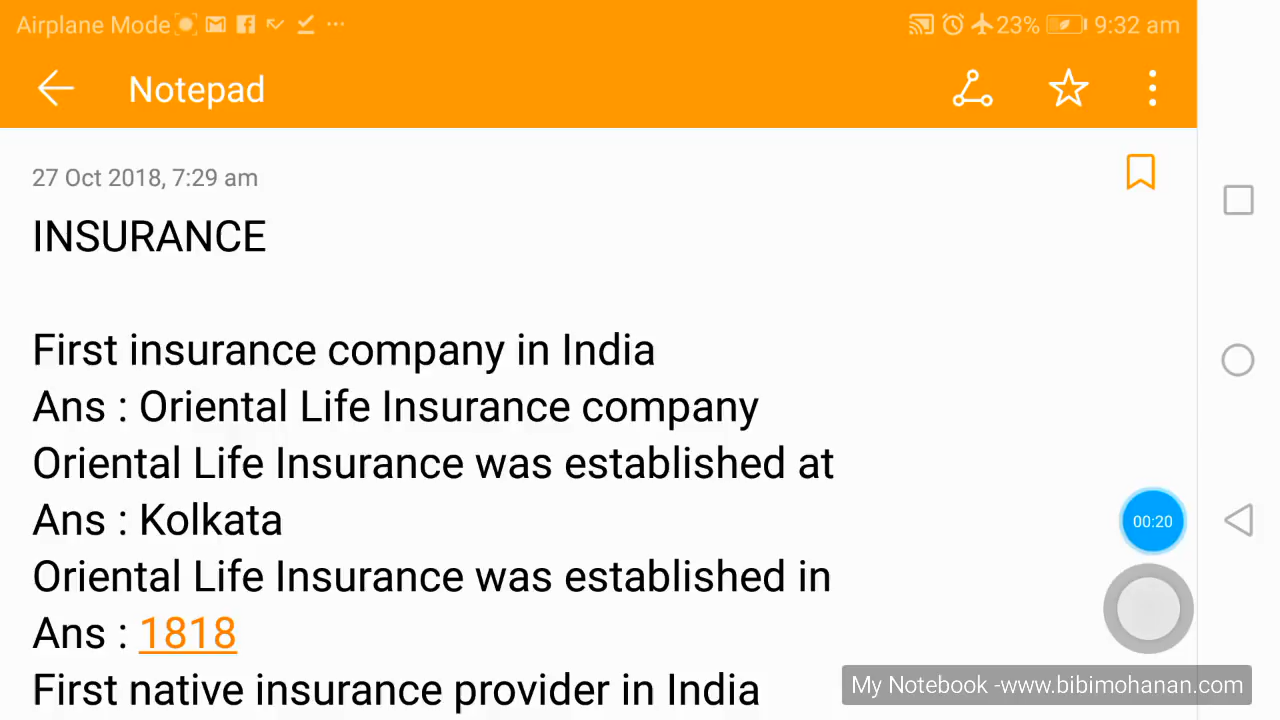 Airplane Mode 23% 9:32 am
Notepad
27 Oct 2018, 7:29 am
INSURANCE
First insurance company in India
Ans : Oriental Life Insurance company
Oriental Life Insurance was established at
Ans : Kolkata
00:20
Oriental Life Insurance was established in
Ans : 1818
First native insurance provider in India
My Notebook -www.bibimohanan.com